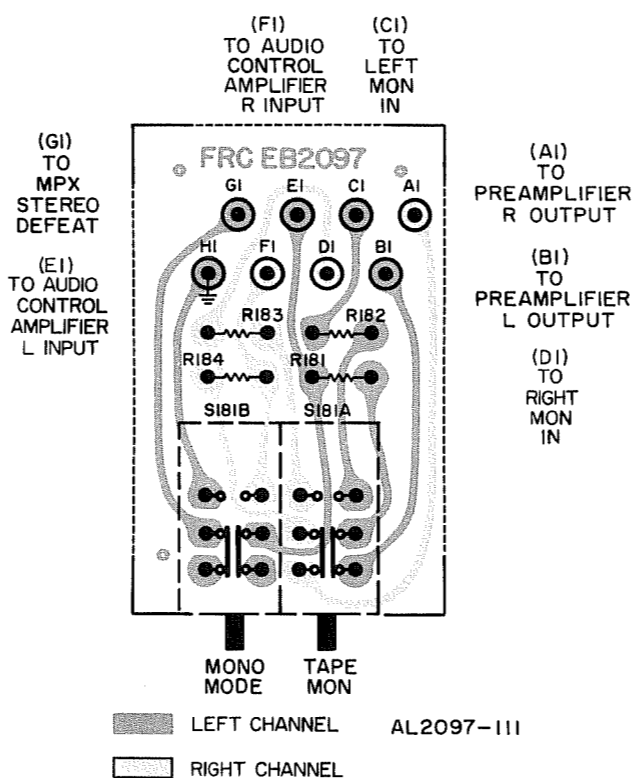 (F1)
TO AUDIO
CONTROL
AMPLIFIER
R INPUT
(C1)
TO
LEFT
MON
IN
(G1)
TO
MPX
STEREO
DEFEAT
(E1)
TO AUDIO
CONTROL
AMPLIFIER
L INPUT
FRC EB2097
G1 E1 C1 A1
H1 F1 D1 B1
R183 R182
R184 R181
S181B S181A
(A1)
TO
PREAMPLIFIER
R OUTPUT
(B1)
TO
PREAMPLIFIER
L OUTPUT
(D1)
TO
RIGHT
MON
IN
MONO
MODE
TAPE
MON
LEFT CHANNEL
AL2097-111
RIGHT CHANNEL